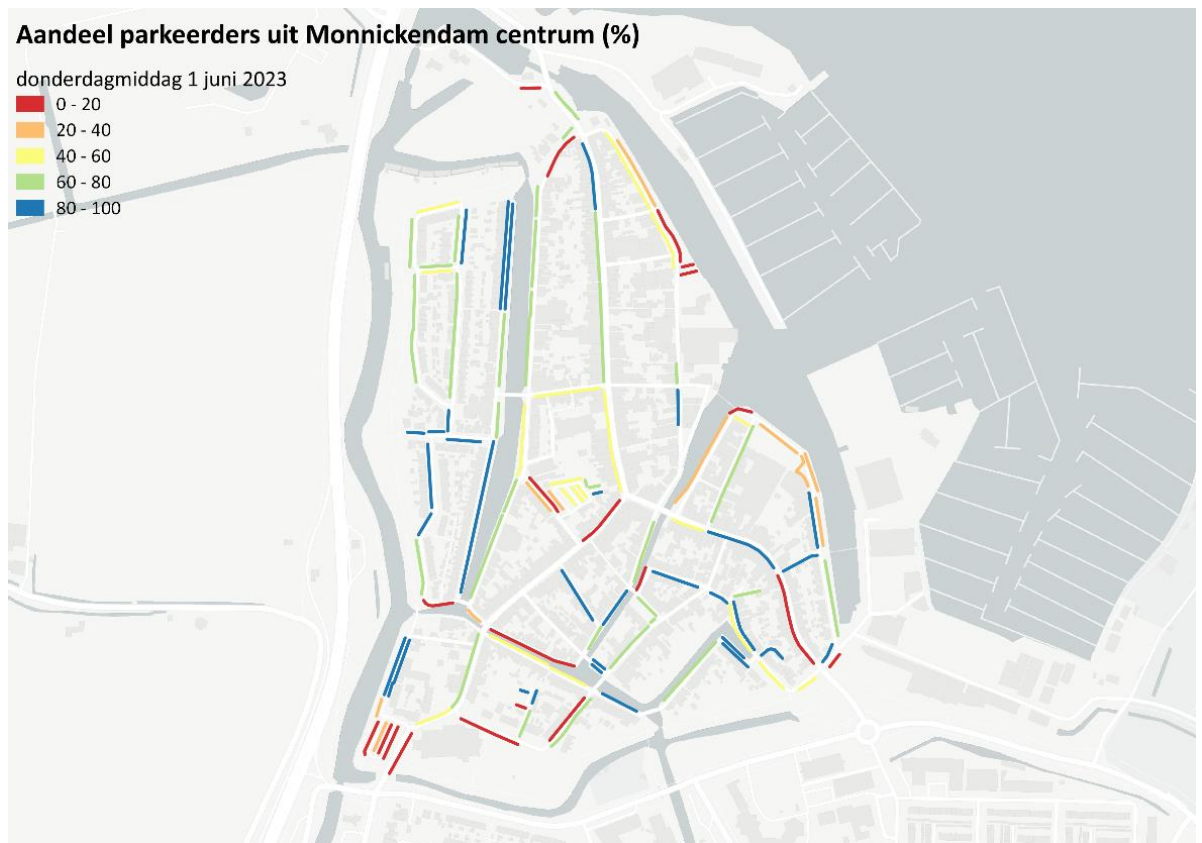 Aandeel parkeerders uit Monnickendam centrum (%)
donderdagmiddag 1 juni 2023
0 - 20
20 - 40
40 - 60
60 - 80
80 - 100